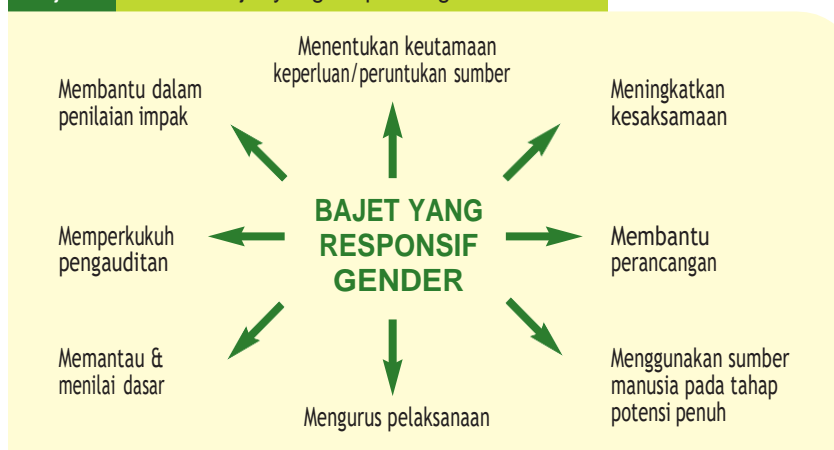 Menentukan keutamaan
keperluan/peruntukan sumber
Membantu dalam
penilaian impak
Meningkatkan
kesaksamaan
BAJET YANG
RESPONSIF
GENDER
Memperkukuh
pengauditan
Membantu
perancangan
Memantau &
menilai dasar
Mengurus pelaksanaan
Menggunakan sumber
manusia pada tahap
potensi penuh